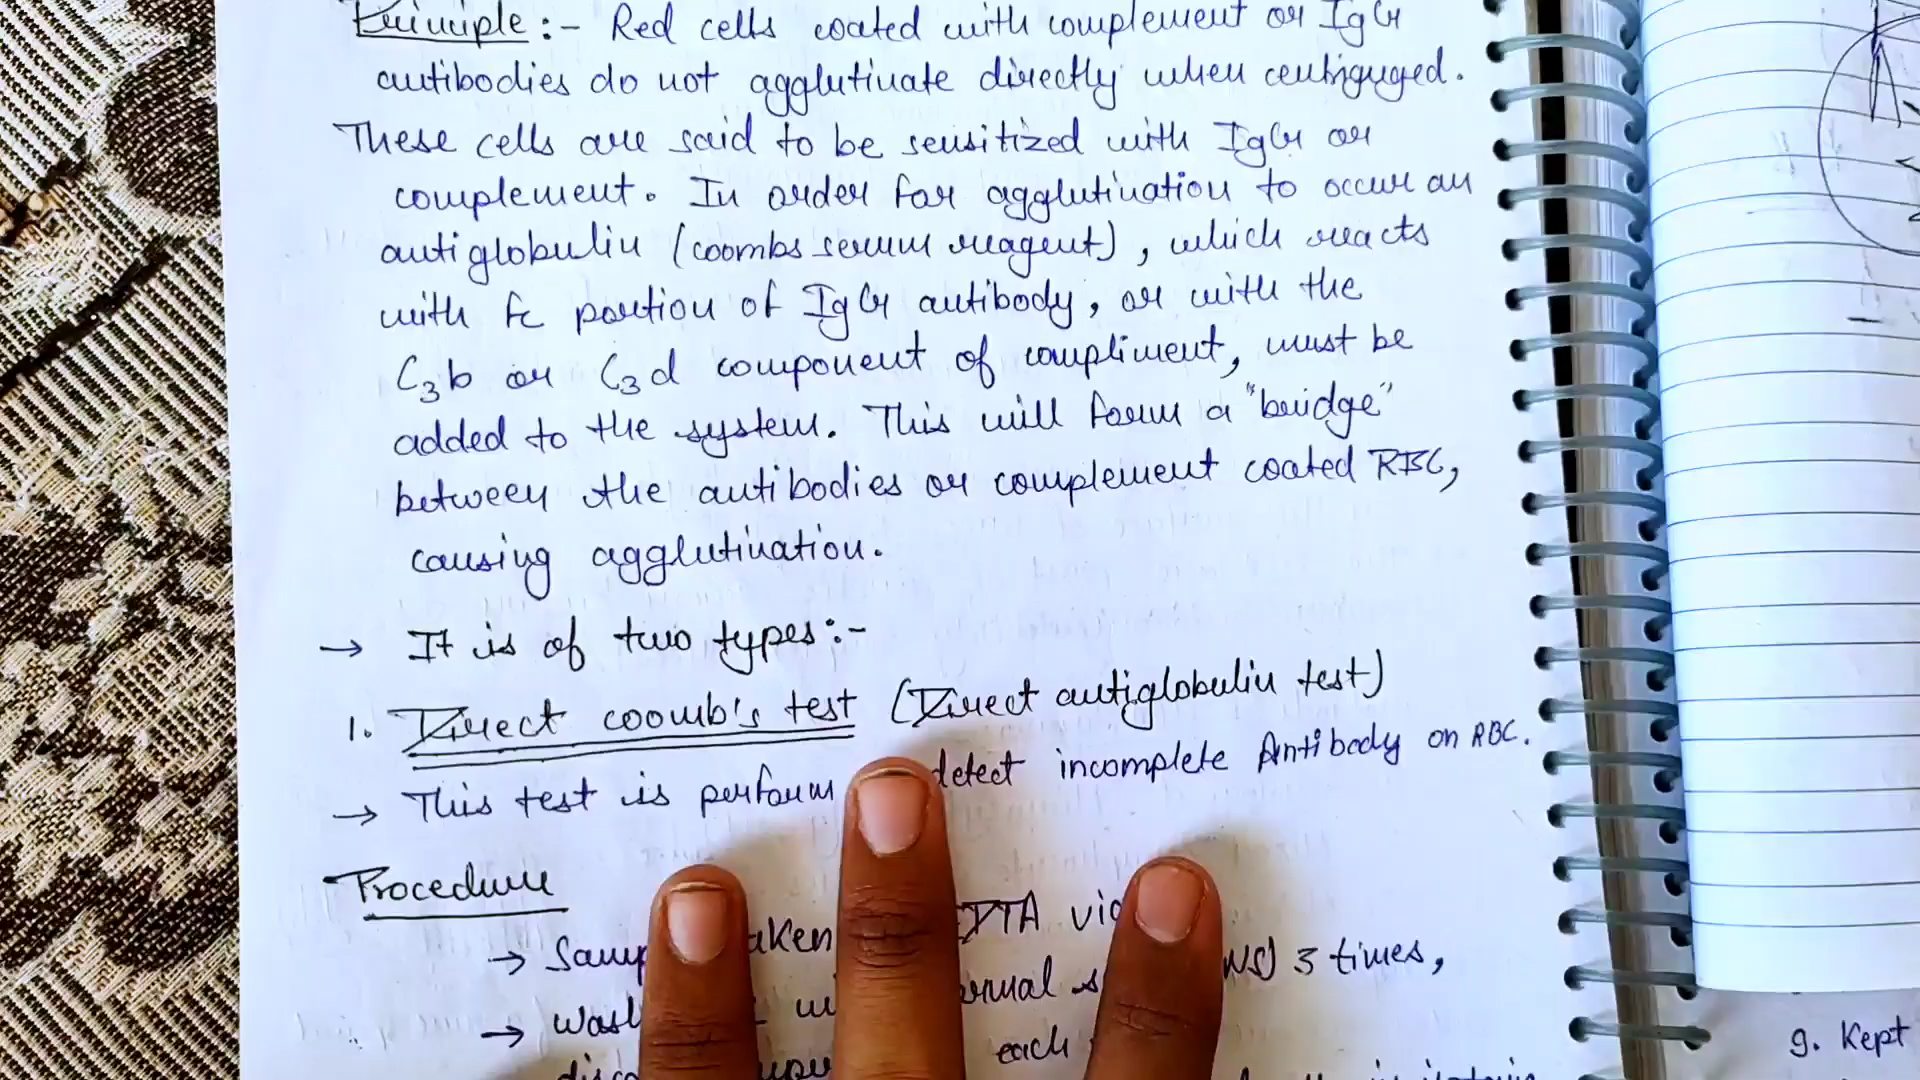 Principle :- Red cells coated with complement or IgG
antibodies do not agglutinate directly when centrifuged.
These cells are said to be sensitized with IgG or
complement. In order for agglutination to occur an
antiglobulin (coombs serum reagent), which reacts
with fc portion of IgG antibody, or with the
C3b or C3d component of compliment, must be
added to the system. This will form a "bridge"
between the antibodies or complement coated RBC,
causing agglutination.
→ It is of two types:-
1. Direct coomb's test (Direct antiglobulin test)
→ This test is perform detect incomplete Antibody on RBC.
Procedure
→ EDTA
→ 3 times,
each
9. Kept